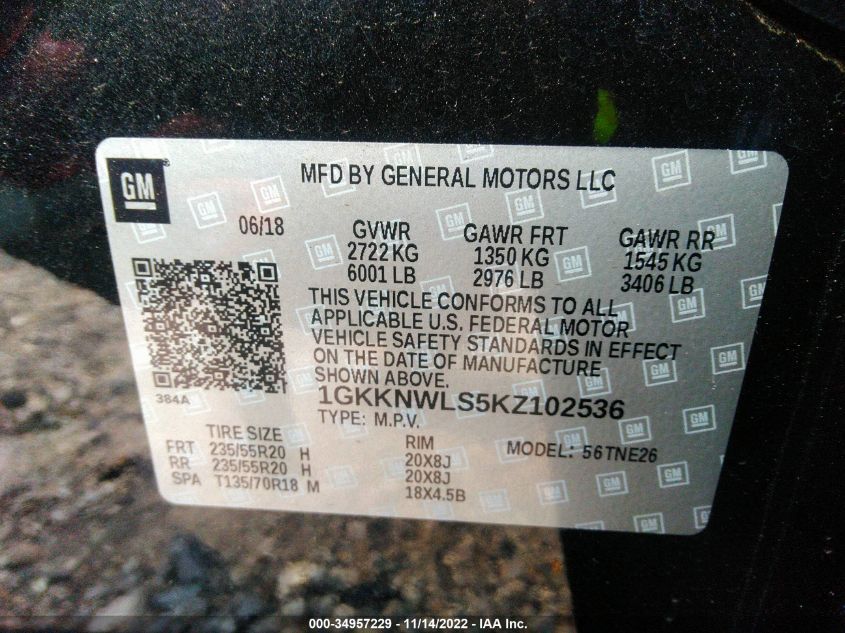 GM
MFD BY GENERAL MOTORS LLC
06/18
GVWR GAWR FRT GAWR RR
2722 KG 1350 KG 1545 KG
6001 LB 2976 LB 3406 LB
THIS VEHICLE CONFORMS TO ALL
APPLICABLE U.S. FEDERAL MOTOR
VEHICLE SAFETY STANDARDS IN EFFECT
ON THE DATE OF MANUFACTURE
SHOWN ABOVE.
384A
1GKKNWLS5KZ102536
TYPE: M.P.V.
MODEL: 56TNE26
TIRE SIZE RIM
FRT 235/55R20 H 20X8J
RR 235/55R20 H 20X8J
SPA T135/70R18 M 18X4.5B
000-34957229 - 11/14/2022 - IAA Inc.